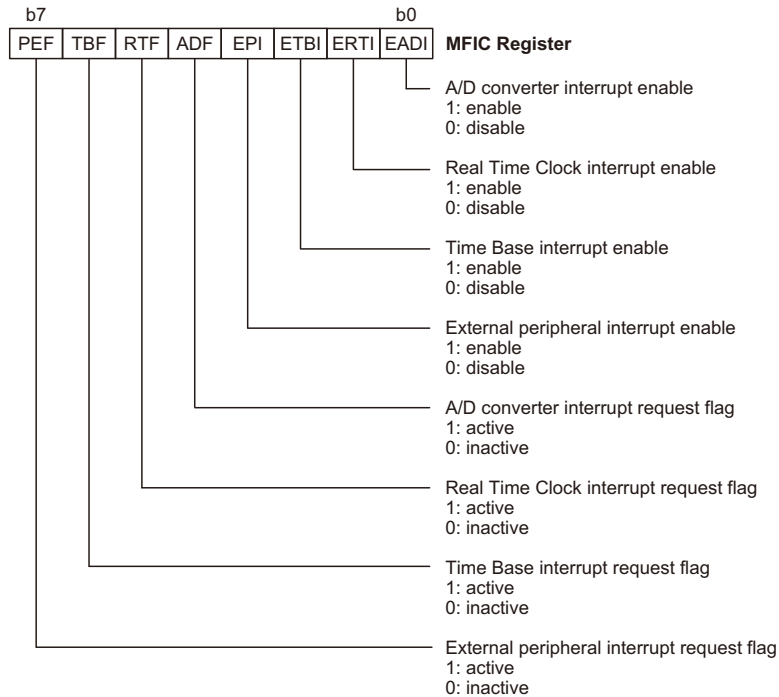 b7 b0
PEF TBF RTF ADF EPI ETBI ERTI EADI MFIC Register
A/D converter interrupt enable
1: enable
0: disable
Real Time Clock interrupt enable
1: enable
0: disable
Time Base interrupt enable
1: enable
0: disable
External peripheral interrupt enable
1: enable
0: disable
A/D converter interrupt request flag
1: active
0: inactive
Real Time Clock interrupt request flag
1: active
0: inactive
Time Base interrupt request flag
1: active
0: inactive
External peripheral interrupt request flag
1: active
0: inactive